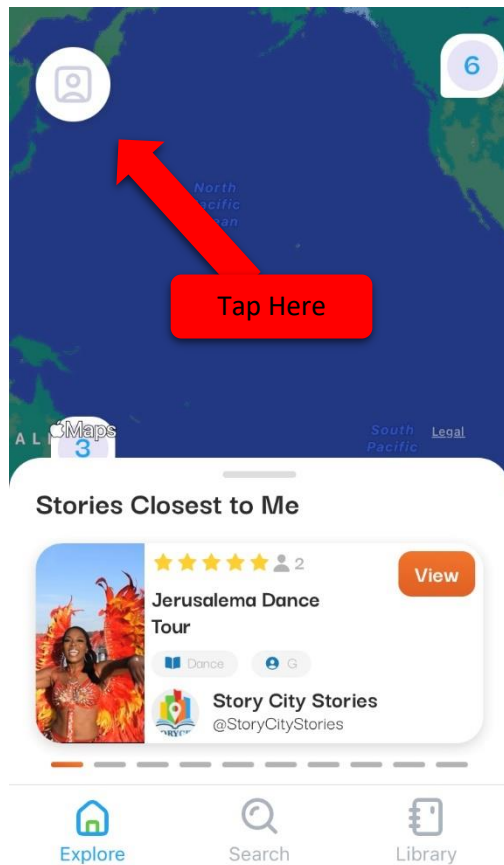 6
North
Pacific
Ocean
Tap Here
Maps
3
South
Pacific
Legal
Stories Closest to Me
2
View
Jerusalema Dance
Tour
Dance
G
Story City Stories
@StoryCityStories
Explore
Search
Library